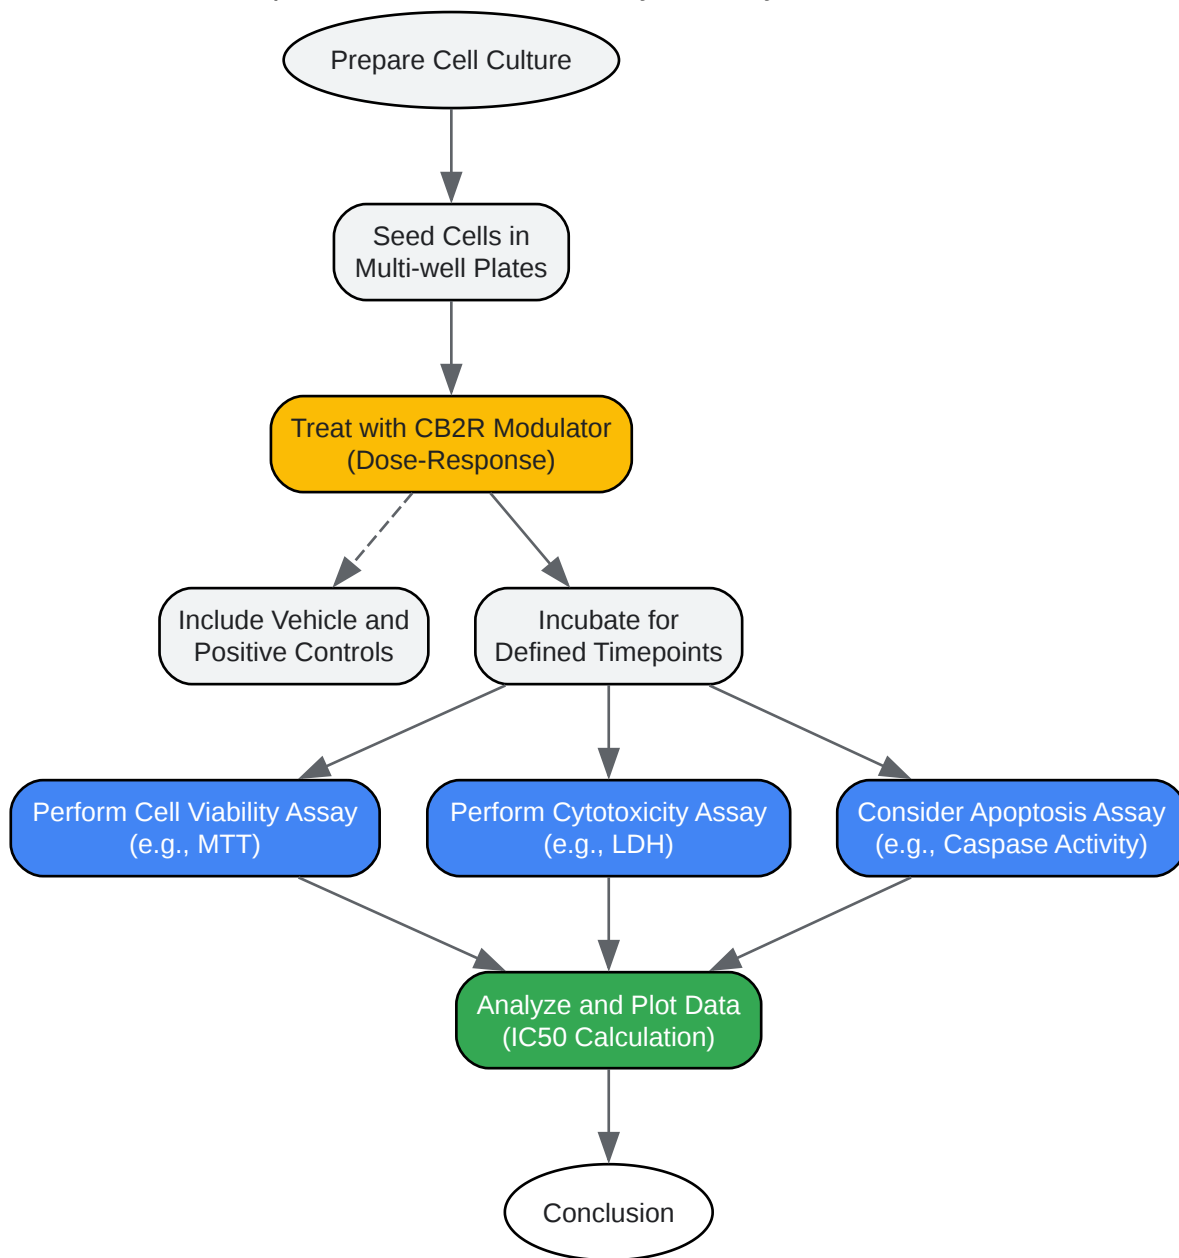 Prepare Cell Culture
Seed Cells in
Multi-well Plates
Treat with CB2R Modulator
(Dose-Response)
Include Vehicle and
Positive Controls
Incubate for
Defined Timepoints
Perform Cell Viability Assay
(e.g., MTT)
Perform Cytotoxicity Assay
(e.g., LDH)
Consider Apoptosis Assay
(e.g., Caspase Activity)
Analyze and Plot Data
(IC50 Calculation)
Conclusion